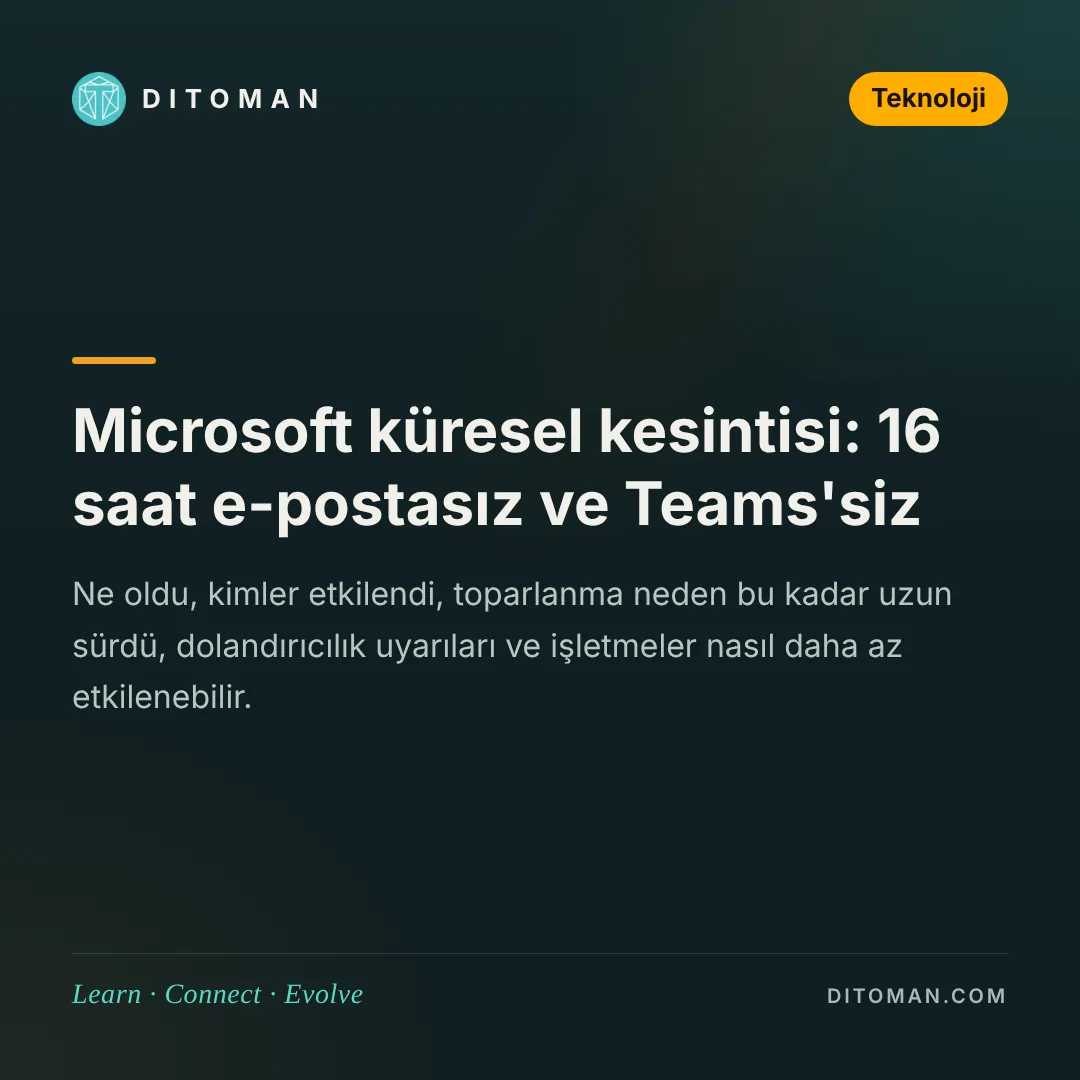 DITOMAN
Teknoloji
Microsoft küresel kesintisi: 16
saat e-postasız ve Teams'siz
Ne oldu, kimler etkilendi, toparlanma neden bu kadar uzun
sürdü, dolandırıcılık uyarıları ve işletmeler nasıl daha az
etkilenebilir.
Learn · Connect · Evolve
DITOMAN.COM